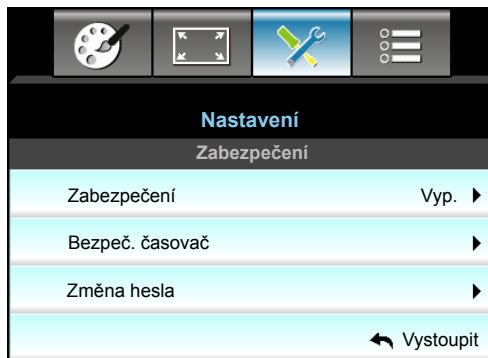 Nastavení
Zabezpečení
Zabezpečení Vyp.
Bezpeč. časovač
Změna hesla
Vystoupit